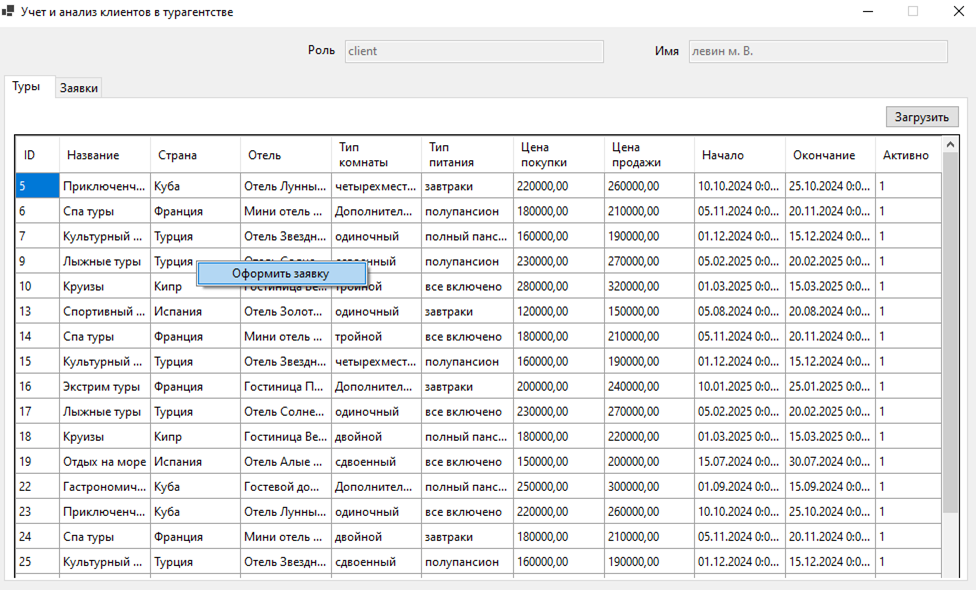 Учет и анализ клиентов в турагентстве
Роль client Имя левин м. В.
Туры Заявки
Загрузить
ID Название Страна Отель Тип комнаты Тип питания Цена покупки Цена продажи Начало Окончание Активно
5 Приключенч... Куба Отель Лунны... четырехмест... завтраки 220000,00 260000,00 10.10.2024 0:0... 25.10.2024 0:0... 1
6 Спа туры Франция Мини отель ... Дополнител... полупансион 180000,00 210000,00 05.11.2024 0:0... 20.11.2024 0:0... 1
7 Культурный ... Турция Отель Звездн... одиночный полный панс... 160000,00 190000,00 01.12.2024 0:0... 15.12.2024 0:0... 1
9 Лыжные туры Турция полупансион 230000,00 270000,00 05.02.2025 0:0... 20.02.2025 0:0... 1
Оформить заявку
10 Круизы Кипр Гостиница Ве... тройной все включено 280000,00 320000,00 01.03.2025 0:0... 15.03.2025 0:0... 1
13 Спортивный ... Испания Отель Золот... одиночный завтраки 120000,00 150000,00 05.08.2024 0:0... 20.08.2024 0:0... 1
14 Спа туры Франция Мини отель ... тройной все включено 180000,00 210000,00 05.11.2024 0:0... 20.11.2024 0:0... 1
15 Культурный ... Турция Отель Звездн... четырехмест... полупансион 160000,00 190000,00 01.12.2024 0:0... 15.12.2024 0:0... 1
16 Экстрим туры Франция Гостиница П... Дополнител... завтраки 200000,00 240000,00 10.01.2025 0:0... 25.01.2025 0:0... 1
17 Лыжные туры Турция Отель Солне... одиночный все включено 230000,00 270000,00 05.02.2025 0:0... 20.02.2025 0:0... 1
18 Круизы Кипр Гостиница Ве... двойной полный панс... 180000,00 220000,00 01.03.2025 0:0... 15.03.2025 0:0... 1
19 Отдых на море Испания Отель Алые ... сдвоенный все включено 150000,00 200000,00 15.07.2024 0:0... 30.07.2024 0:0... 1
22 Гастрономич... Куба Гостевой до... Дополнител... полный панс... 250000,00 300000,00 01.09.2024 0:0... 15.09.2024 0:0... 1
23 Приключенч... Куба Отель Лунны... одиночный все включено 220000,00 260000,00 10.10.2024 0:0... 25.10.2024 0:0... 1
24 Спа туры Франция Мини отель ... двойной завтраки 180000,00 210000,00 05.11.2024 0:0... 20.11.2024 0:0... 1
25 Культурный ... Турция Отель Звездн... сдвоенный полупансион 160000,00 190000,00 01.12.2024 0:0... 15.12.2024 0:0... 1